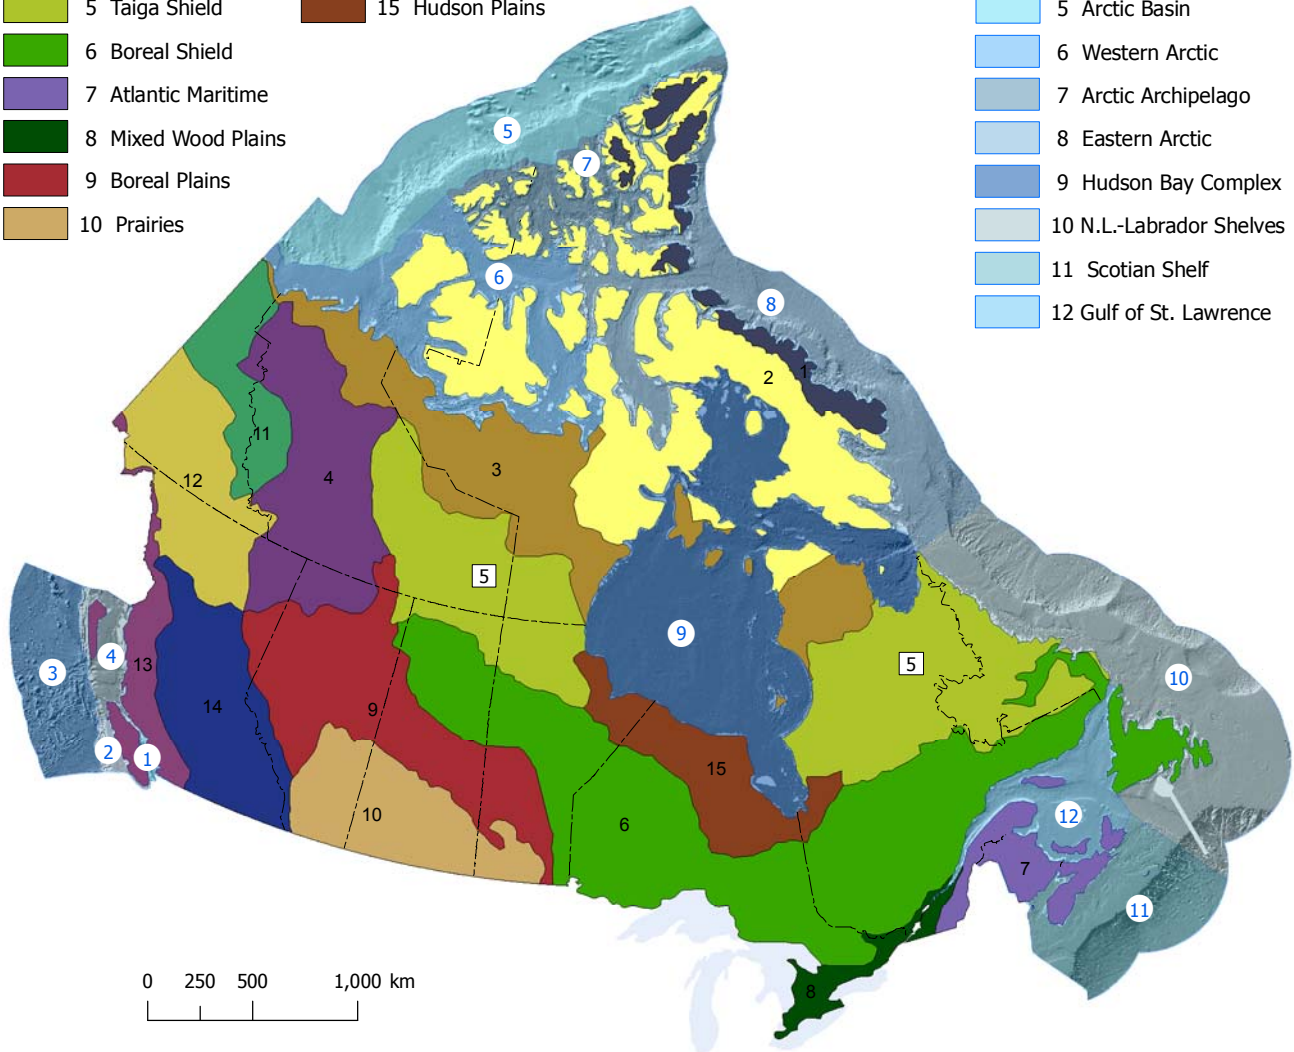 5 Taiga Shield
6 Boreal Shield
7 Atlantic Maritime
8 Mixed Wood Plains
9 Boreal Plains
10 Prairies
15 Hudson Plains
5 Arctic Basin
6 Western Arctic
7 Arctic Archipelago
8 Eastern Arctic
9 Hudson Bay Complex
10 N.L.-Labrador Shelves
11 Scotian Shelf
12 Gulf of St. Lawrence
5
7
6
8
1
2
11
4
3
12
5
9
5
3
4
13
10
14
9
2
1
15
10
6
12
7
11
8
0 250 500 1,000 km